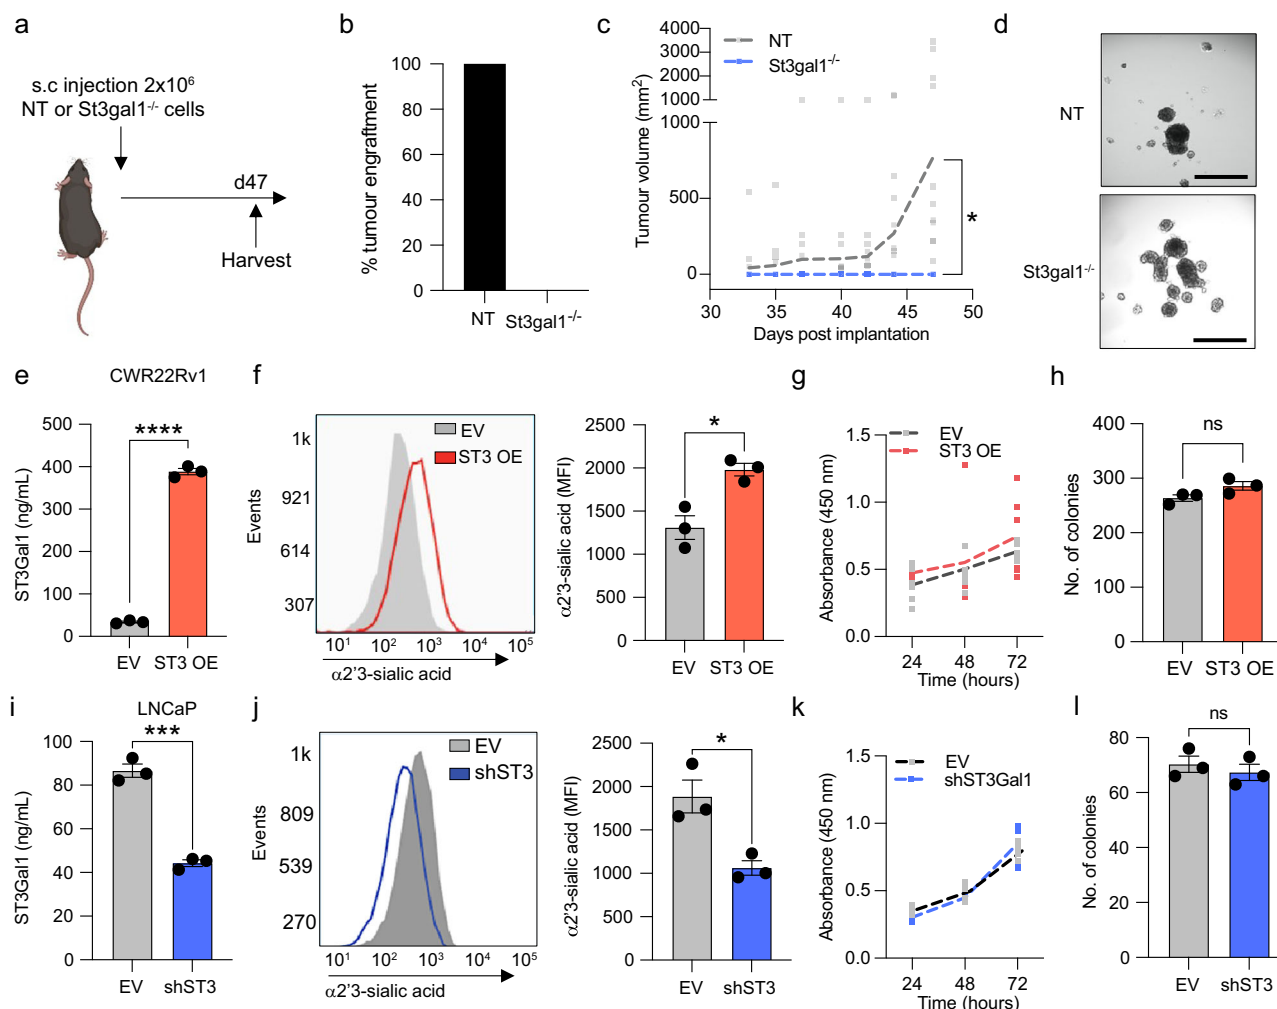 a
s.c injection 2x10⁶
NT or St3gal1⁻/⁻ cells
d47
Harvest
b
% tumour engraftment
100
80
60
40
20
0
NT
St3gal1⁻/⁻
c
NT
St3gal1⁻/⁻
Tumour volume (mm²)
4000
3000
2000
1000
1000
500
0
30
35
40
45
50
Days post implantation
*
d
NT
St3gal1⁻/⁻
e
CWR22Rv1
ST3Gal1 (ng/mL)
500
400
300
200
100
0
****
EV
ST3 OE
f
EV
ST3 OE
Events
1k
921
614
307
10¹
10²
10³
10⁴
10⁵
α2'3-sialic acid
α2'3-sialic acid (MFI)
2500
2000
1500
1000
500
0
*
EV
ST3 OE
g
EV
ST3 OE
Absorbance (450 nm)
1.5
1.0
0.5
0.0
24
48
72
Time (hours)
h
No. of colonies
400
300
200
100
0
ns
EV
ST3 OE
i
LNCaP
ST3Gal1 (ng/mL)
100
80
60
40
20
0
***
EV
shST3
j
EV
shST3
Events
1k
809
539
270
10¹
10²
10³
10⁴
10⁵
α2'3-sialic acid
α2'3-sialic acid (MFI)
2500
2000
1500
1000
500
0
*
EV
shST3
k
EV
shST3Gal1
Absorbance (450 nm)
1.5
1.0
0.5
0.0
24
48
72
Time (hours)
l
No. of colonies
80
60
40
20
0
ns
EV
shST3